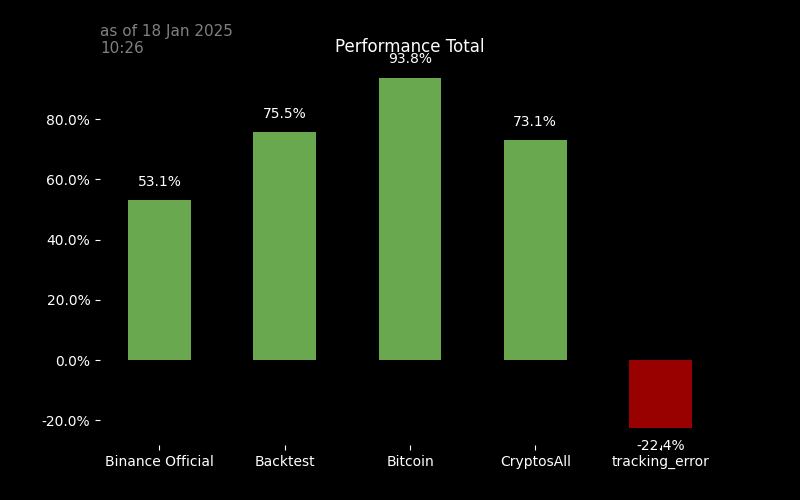 as of 18 Jan 2025
10:26
Performance Total
93.8%
80.0%
75.5%
73.1%
60.0%
53.1%
40.0%
20.0%
0.0%
-20.0%
-22.4%
Binance Official
Backtest
Bitcoin
CryptosAll
tracking_error